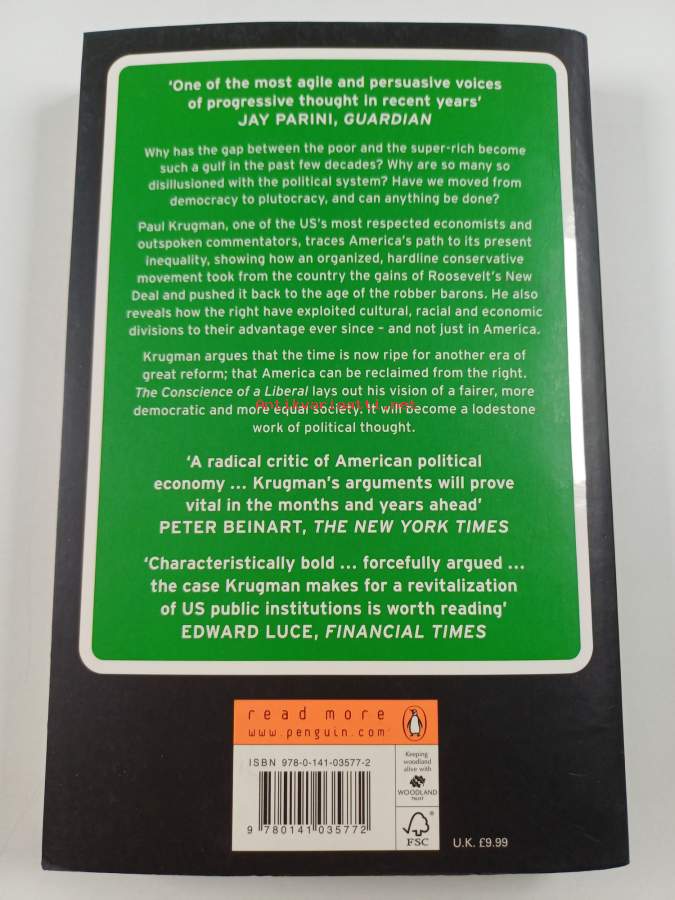 ‘One of the most agile and persuasive voices
of progressive thought in recent years’
JAY PARINI, GUARDIAN
Why has the gap between the poor and the super-rich become
such a gulf in the past few decades? Why are so many so
disillusioned with the political system? Have we moved from
democracy to plutocracy, and can anything be done?
Paul Krugman, one of the US’s most respected economists and
outspoken commentators, traces America’s path to its present
inequality, showing how an organized, hardline conservative
movement took from the country the gains of Roosevelt’s New
Deal and pushed it back to the age of the robber barons. He also
reveals how the right have exploited cultural, racial and economic
divisions to their advantage ever since – and not just in America.
Krugman argues that the time is now ripe for another era of
great reform; that America can be reclaimed from the right.
The Conscience of a Liberal lays out his vision of a fairer, more
democratic and more equal society. It will become a lodestone
Antikvariaatti.net
work of political thought.
‘A radical critic of American political
economy ... Krugman’s arguments will prove
vital in the months and years ahead’
PETER BEINART, THE NEW YORK TIMES
‘Characteristically bold ... forcefully argued ...
the case Krugman makes for a revitalization
of US public institutions is worth reading’
EDWARD LUCE, FINANCIAL TIMES
read more
www.penguin.com
ISBN 978-0-141-03577-2
9 780141 035772
Keeping
woodland
alive with
WOODLAND
TRUST
FSC
U.K. £9.99